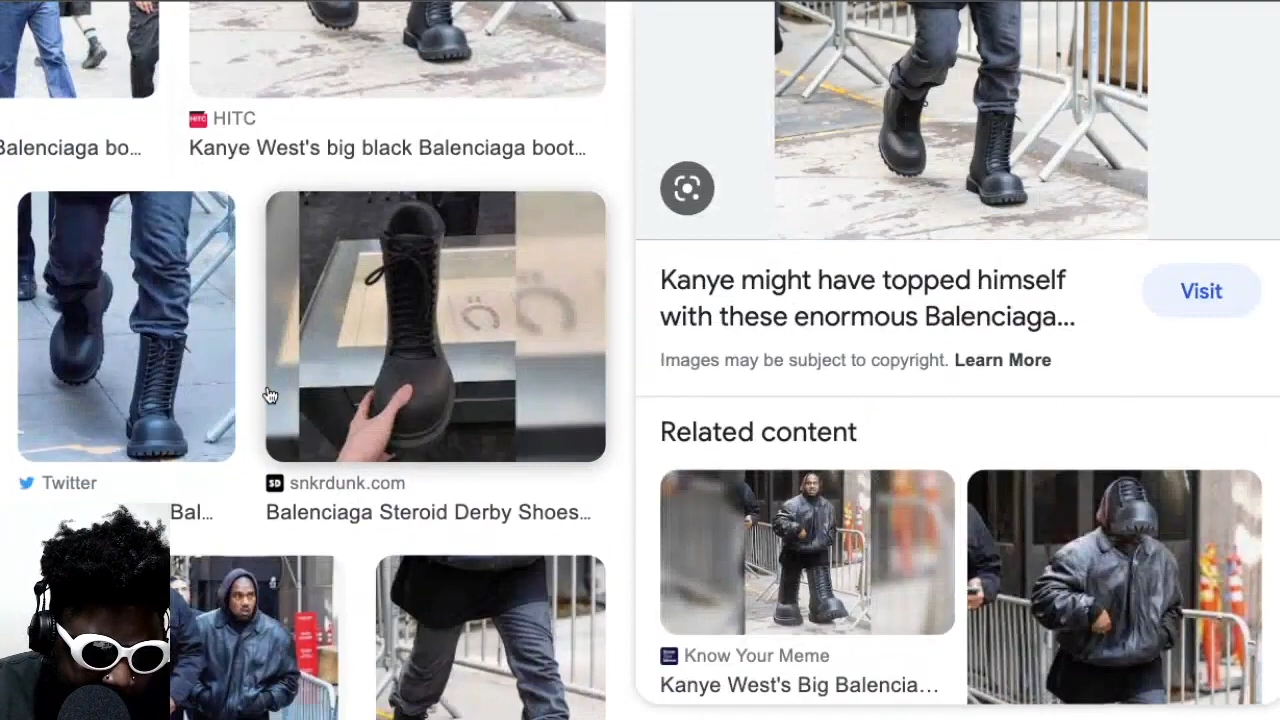 HITC
Balenciaga bo...
Kanye West's big black Balenciaga boot...
Twitter
Bal...
snkrdunk.com
Balenciaga Steroid Derby Shoes...
Kanye might have topped himself
with these enormous Balenciaga...
Visit
Images may be subject to copyright. Learn More
Related content
Know Your Meme
Kanye West's Big Balencia...